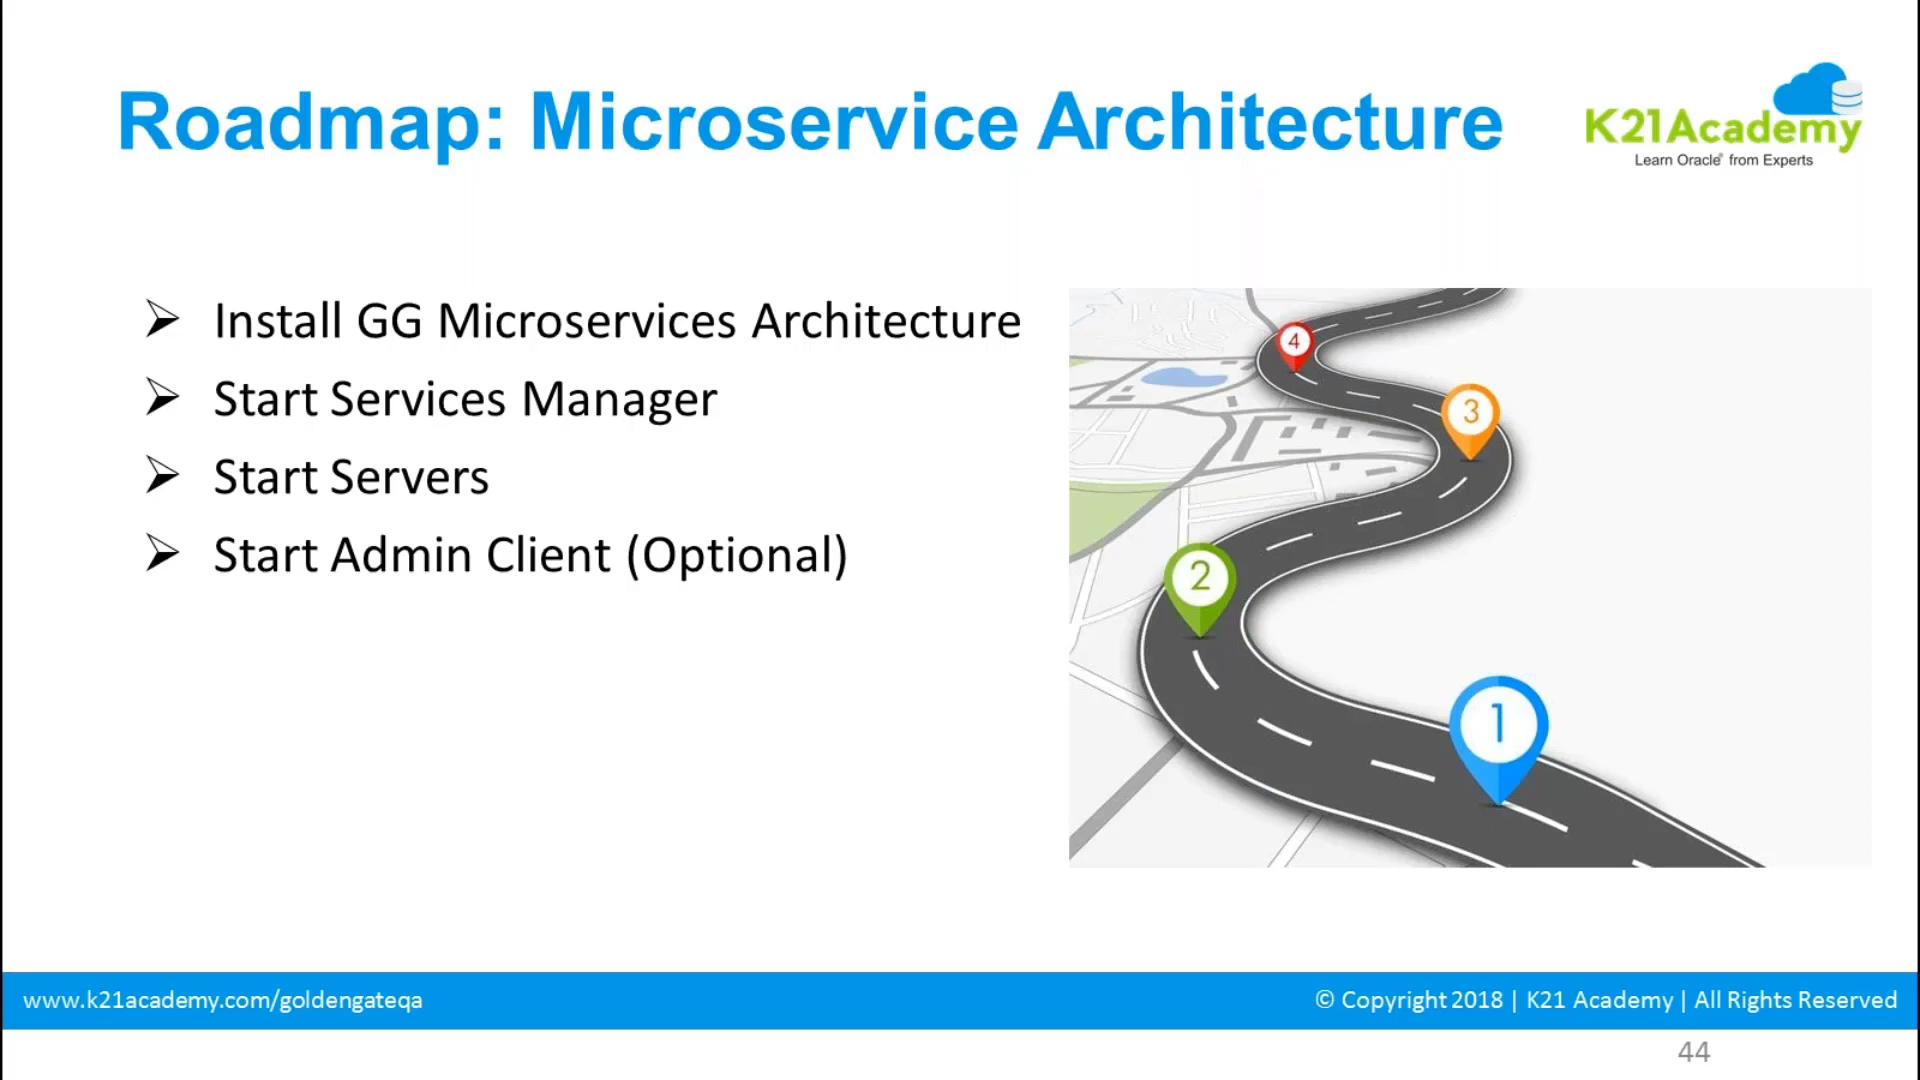 Roadmap: Microservice Architecture
K21Academy
Learn Oracle® from Experts
➢ Install GG Microservices Architecture
➢ Start Services Manager
➢ Start Servers
➢ Start Admin Client (Optional)
4
3
2
1
www.k21academy.com/goldengateqa
© Copyright 2018 | K21 Academy | All Rights Reserved
44